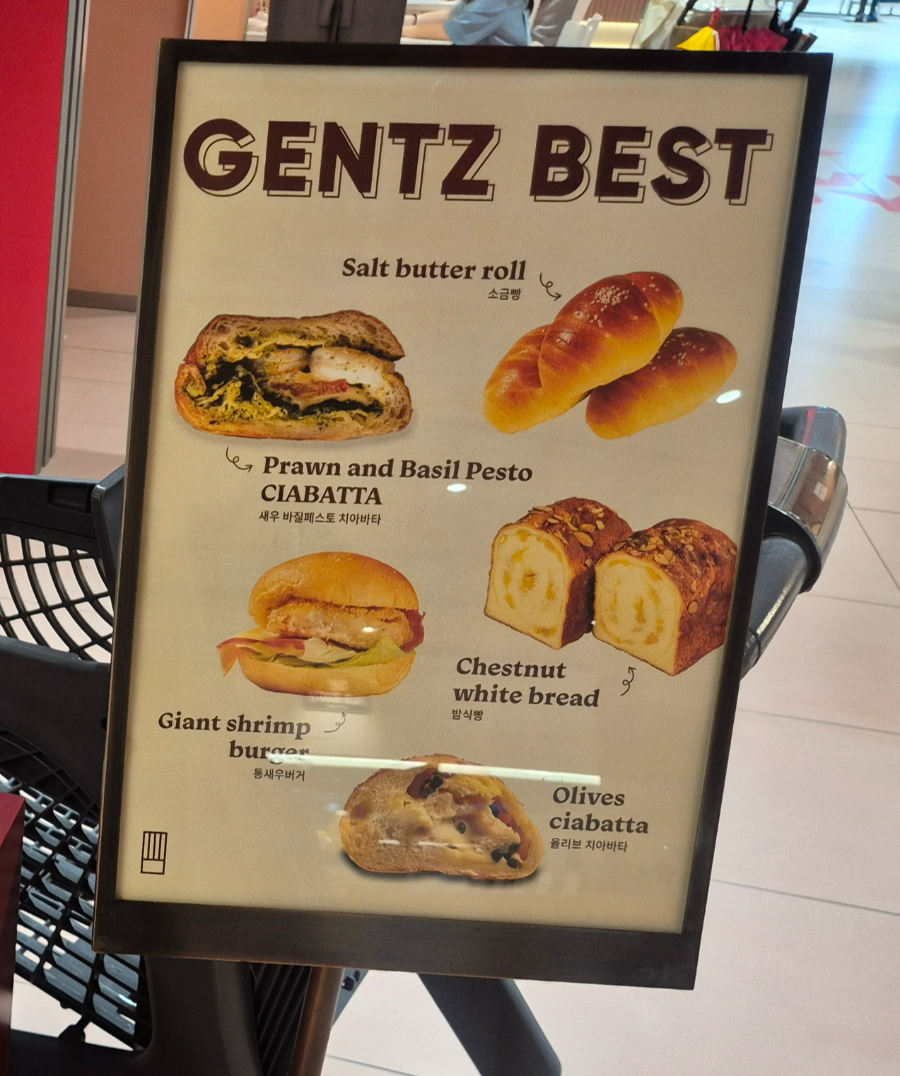 GENTZ BEST
Salt butter roll
소금빵
Prawn and Basil Pesto
CIABATTA
새우 바질페스토 치아바타
Chestnut
white bread
밤식빵
Giant shrimp
burger
통새우버거
Olives
ciabatta
올리브 치아바타